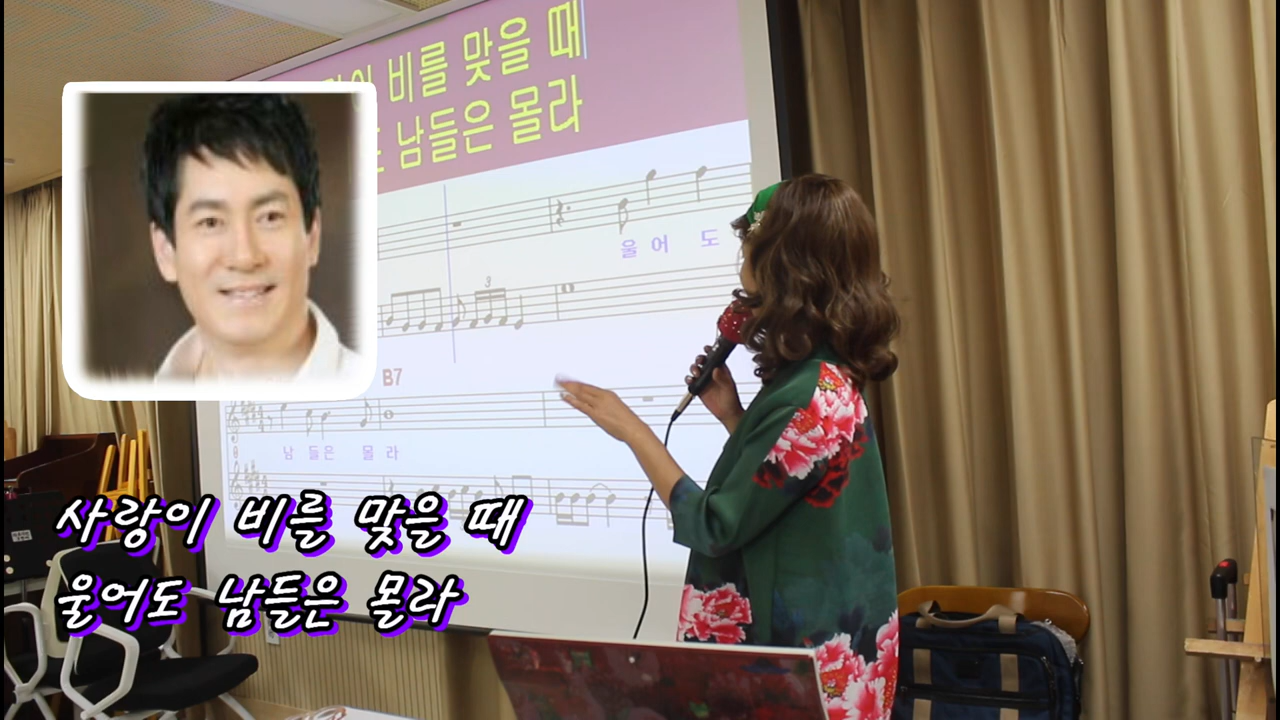 비를 맞을 때
남들은 몰라
울어도
3
B7
남들은 몰라
사랑이 비를 맞을 때
울어도 남들은 몰라